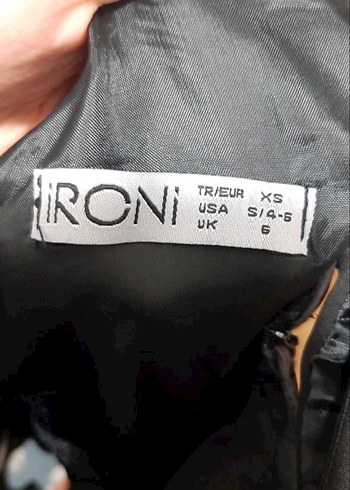 iRONi
TR/EUR XS
USA S/4-6
UK 6